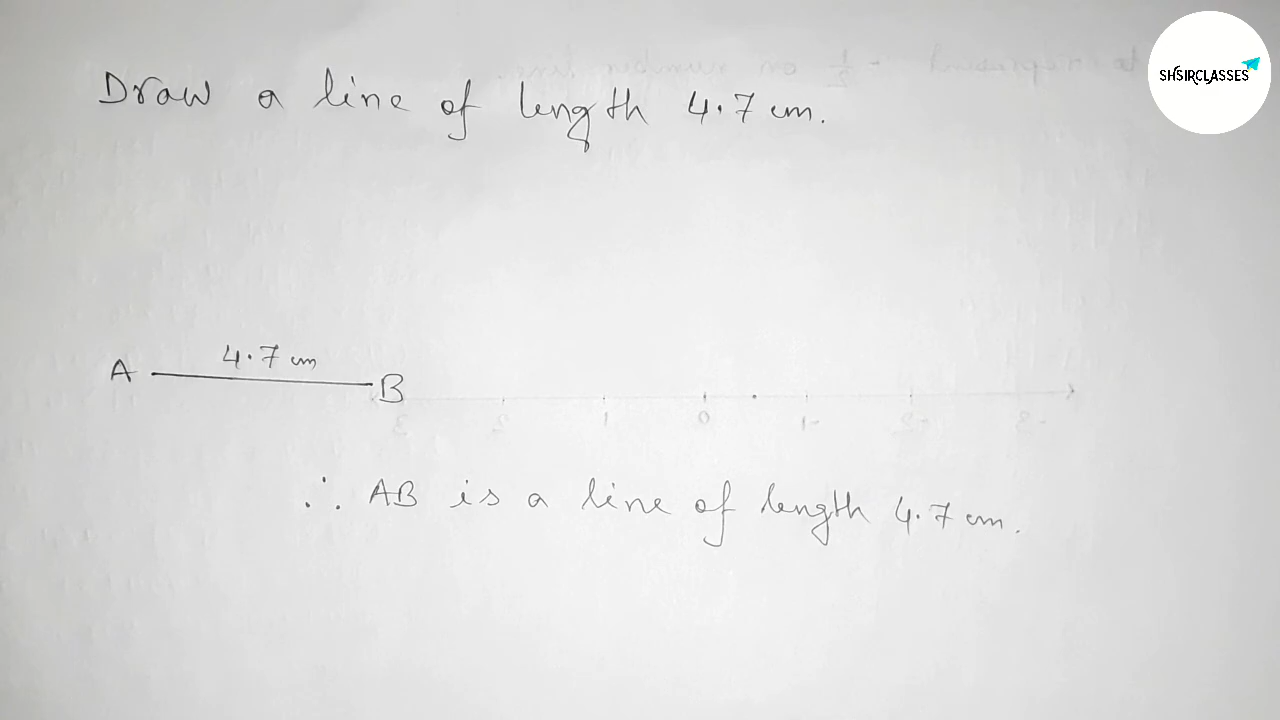 Draw a line of length 4.7 cm.
SHSIRCLASSES
4.7 cm
A B
∴ AB is a line of length 4.7 cm.